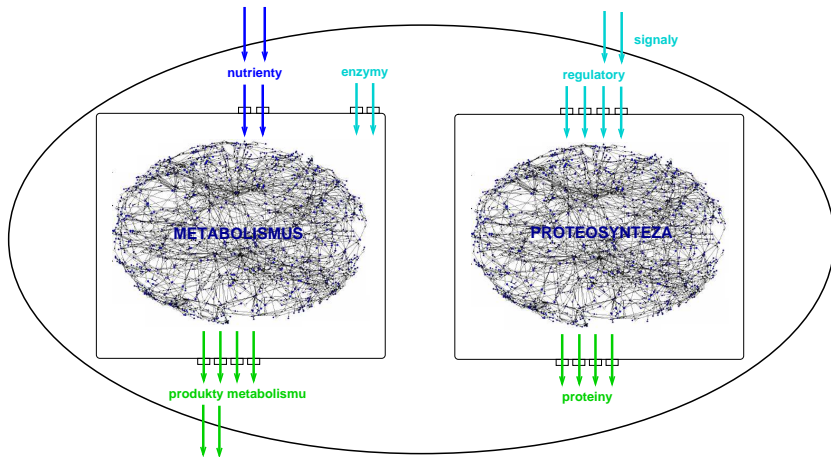 signaly
nutrienty
enzymy
regulatory
METABOLISMUS
PROTEOSYNTEZA
produkty metabolismu
proteiny